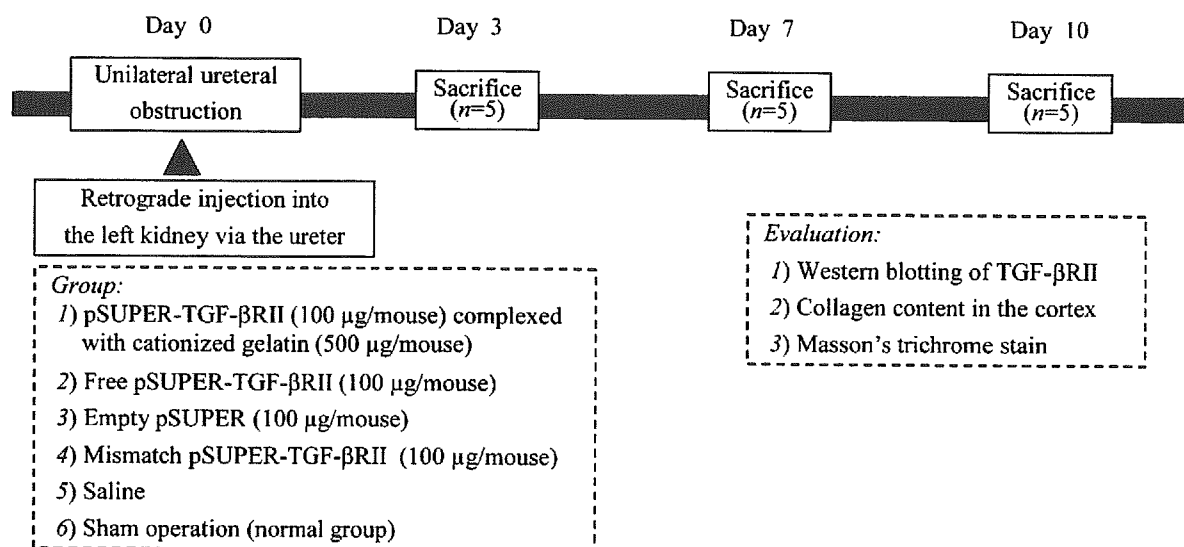 Day 0
Day 3
Day 7
Day 10
Unilateral ureteral
obstruction
Sacrifice
(n=5)
Sacrifice
(n=5)
Sacrifice
(n=5)
Retrograde injection into
the left kidney via the ureter
Group:
1) pSUPER-TGF-βRII (100 μg/mouse) complexed
with cationized gelatin (500 μg/mouse)
2) Free pSUPER-TGF-βRII (100 μg/mouse)
3) Empty pSUPER (100 μg/mouse)
4) Mismatch pSUPER-TGF-βRII (100 μg/mouse)
5) Saline
6) Sham operation (normal group)
Evaluation:
1) Western blotting of TGF-βRII
2) Collagen content in the cortex
3) Masson's trichrome stain